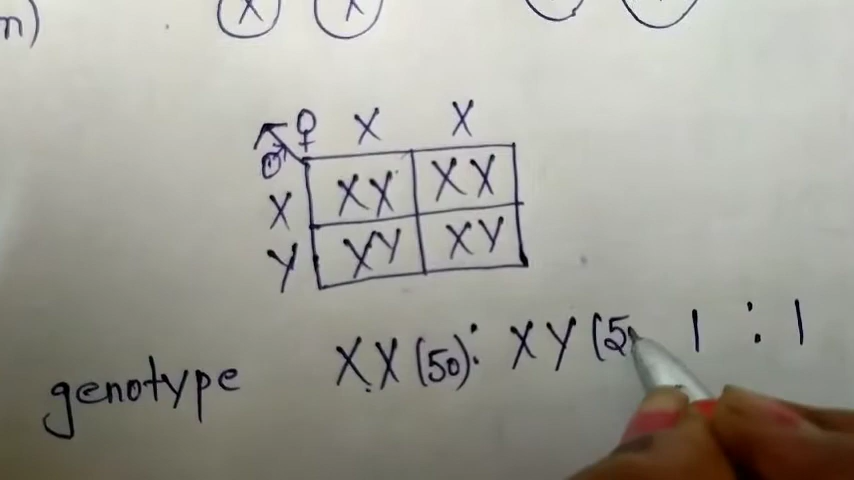 n) X X
♀ X X
♂ X XX XX
Y XY XY
genotype XX (50) : XY (5 1 : 1